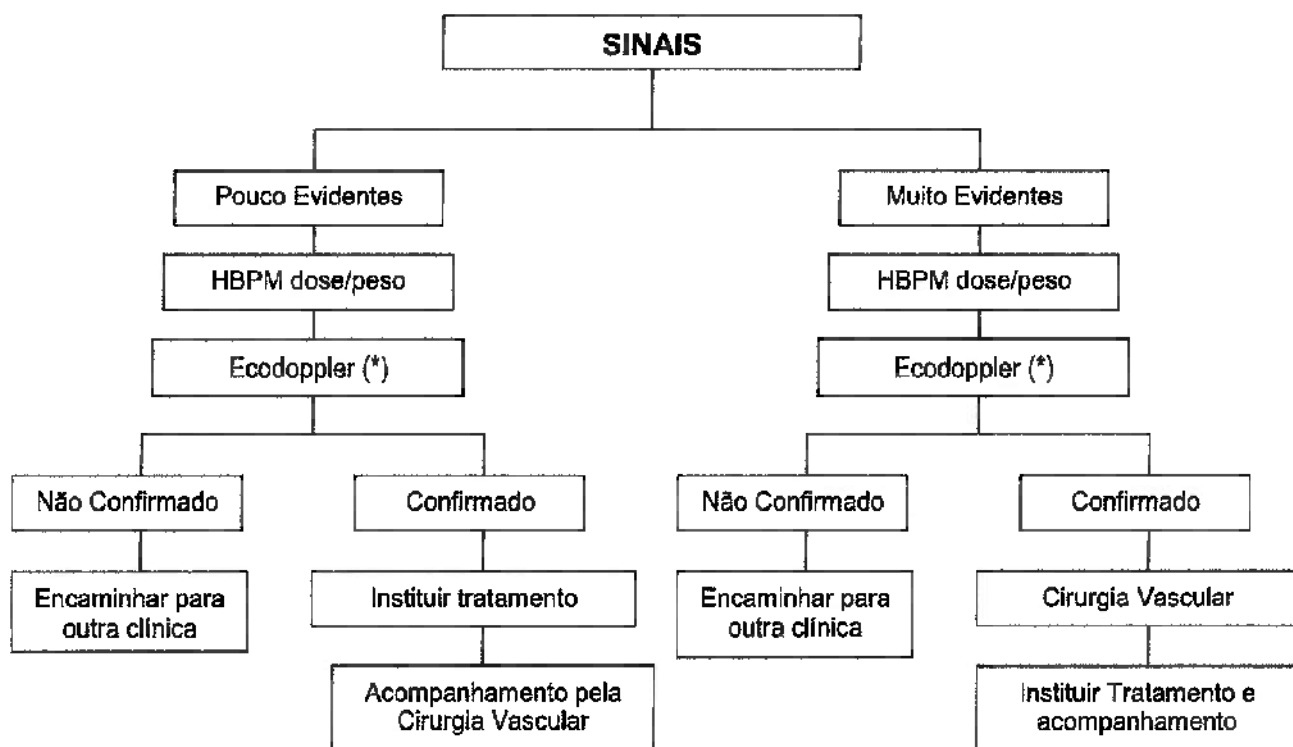 SINAIS
Pouco Evidentes
Muito Evidentes
HBPM dose/peso
HBPM dose/peso
Ecodoppler (*)
Ecodoppler (*)
Não Confirmado
Confirmado
Não Confirmado
Confirmado
Encaminhar para
outra clínica
Instituir tratamento
Encaminhar para
outra clínica
Cirurgia Vascular
Acompanhamento pela
Cirurgia Vascular
Instituir Tratamento e
acompanhamento